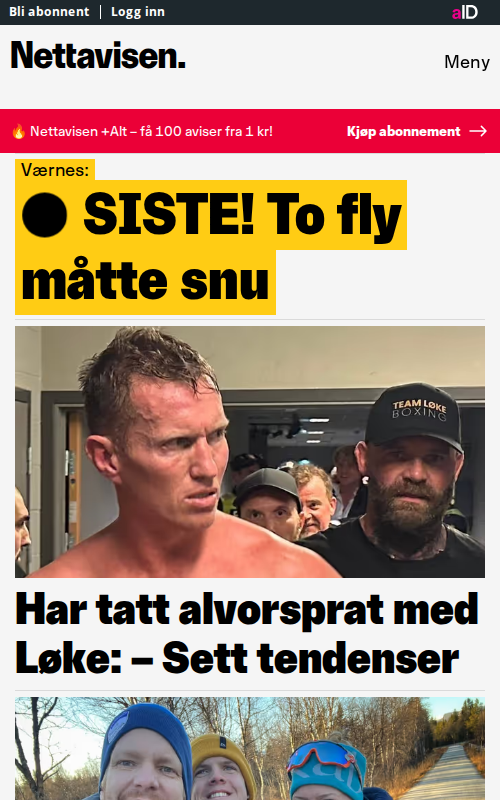 Bli abonnent | Logg inn
aID
Nettavisen.
Meny
🔥 Nettavisen +Alt – få 100 aviser fra 1 kr!
Kjøp abonnement →
Værnes:
● SISTE! To fly
måtte snu
TEAM LØKE
BOXING
Har tatt alvorsprat med
Løke: – Sett tendenser